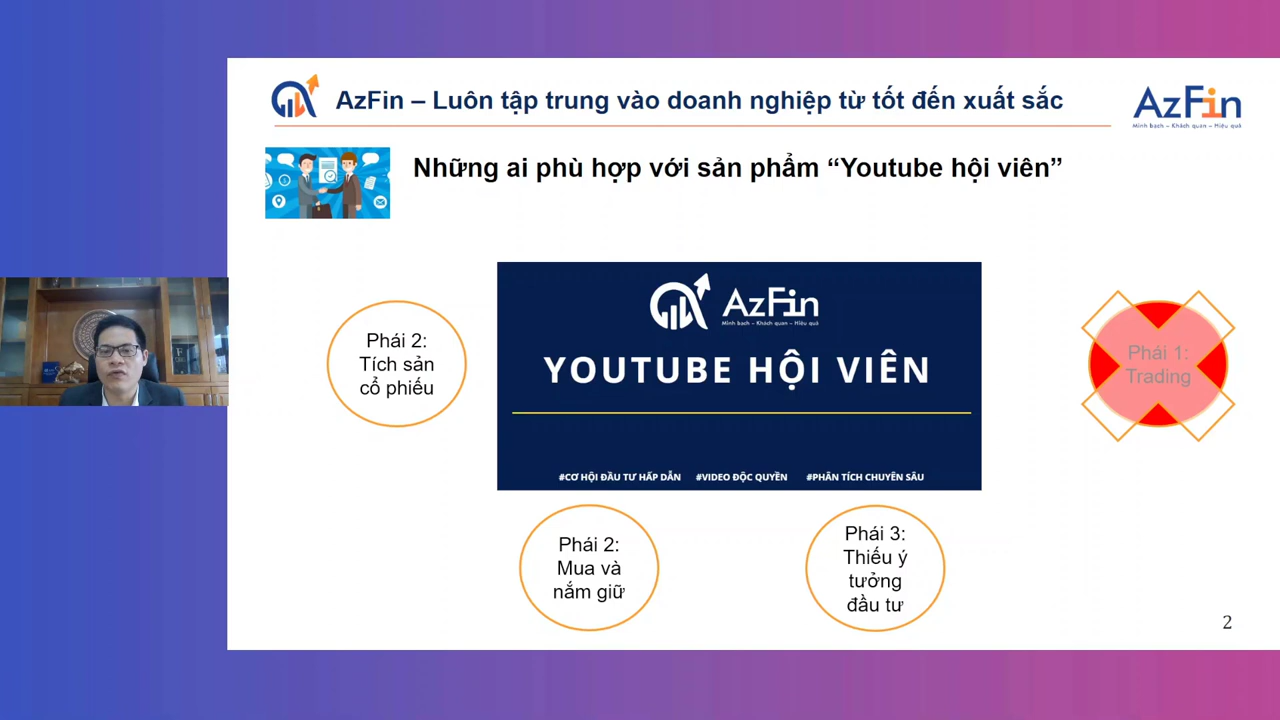 AzFin – Luôn tập trung vào doanh nghiệp từ tốt đến xuất sắc
AzFin
Minh bạch – Khách quan – Hiệu quả
Những ai phù hợp với sản phẩm “Youtube hội viên”
AzFin
Minh bạch – Khách quan – Hiệu quả
YOUTUBE HỘI VIÊN
#CƠ HỘI ĐẦU TƯ HẤP DẪN #VIDEO ĐỘC QUYỀN #PHÂN TÍCH CHUYÊN SÂU
Phái 2:
Tích sản
cổ phiếu
Phái 1:
Trading
Phái 2:
Mua và
nắm giữ
Phái 3:
Thiếu ý
tưởng
đầu tư
2